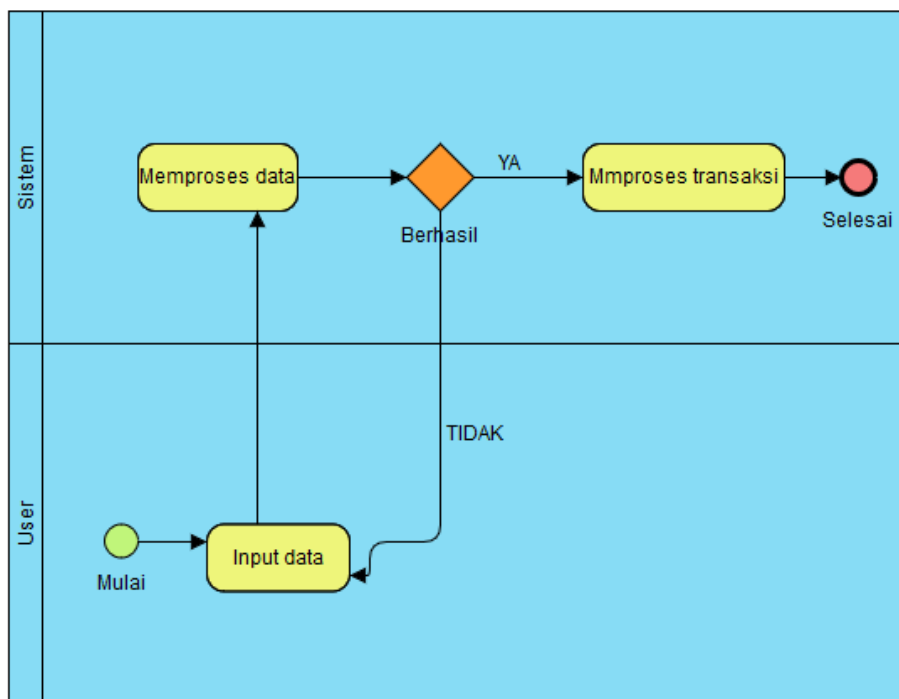 Sistem
Memproses data
Berhasil
YA
Mmproses transaksi
Selesai
User
TIDAK
Mulai
Input data